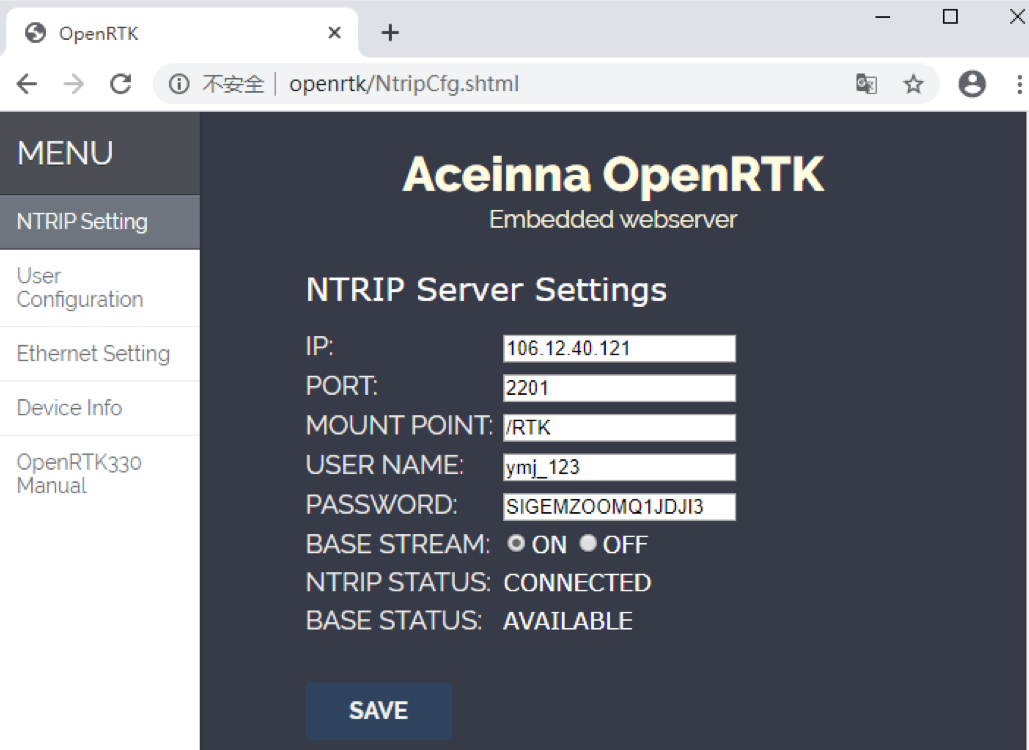 OpenRTK
不安全 openrtk/NtripCfg.shtml
MENU
NTRIP Setting
User
Configuration
Ethernet Setting
Device Info
OpenRTK330
Manual
Aceinna OpenRTK
Embedded webserver
NTRIP Server Settings
IP: 106.12.40.121
PORT: 2201
MOUNT POINT: /RTK
USER NAME: ymj_123
PASSWORD: SIGEMZOOMQ1JDJI3
BASE STREAM: ON OFF
NTRIP STATUS: CONNECTED
BASE STATUS: AVAILABLE
SAVE